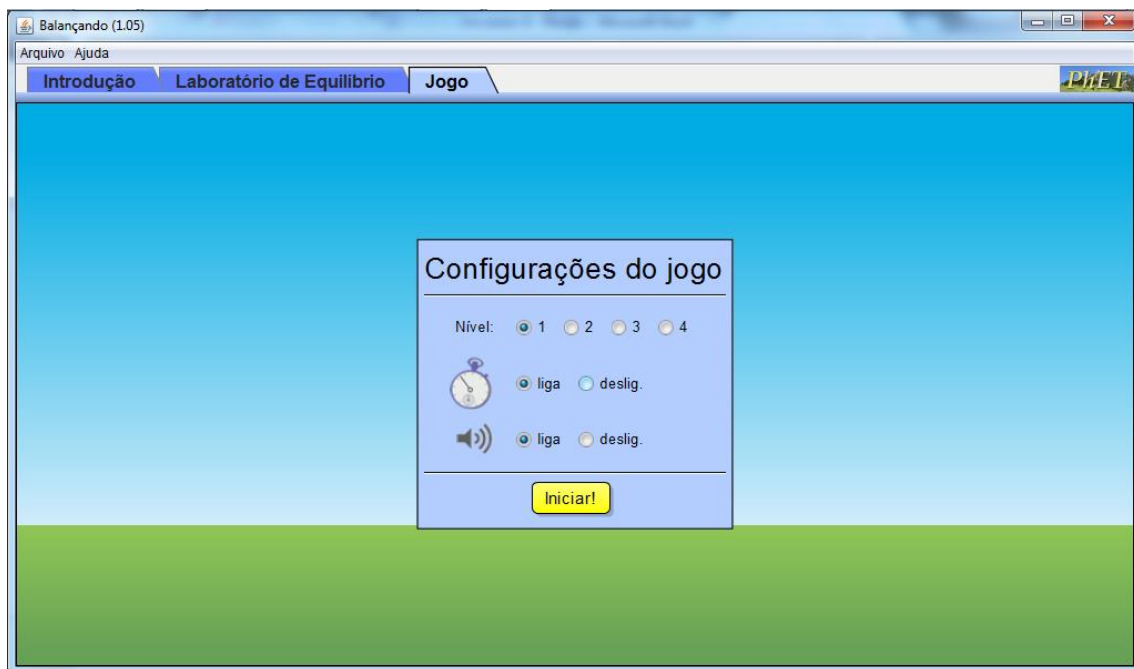 Balançando (1.05)
Arquivo Ajuda
Introdução Laboratório de Equilibrio Jogo PhET
Configurações do jogo
Nível: 1 2 3 4
liga deslig.
liga deslig.
Iniciar!